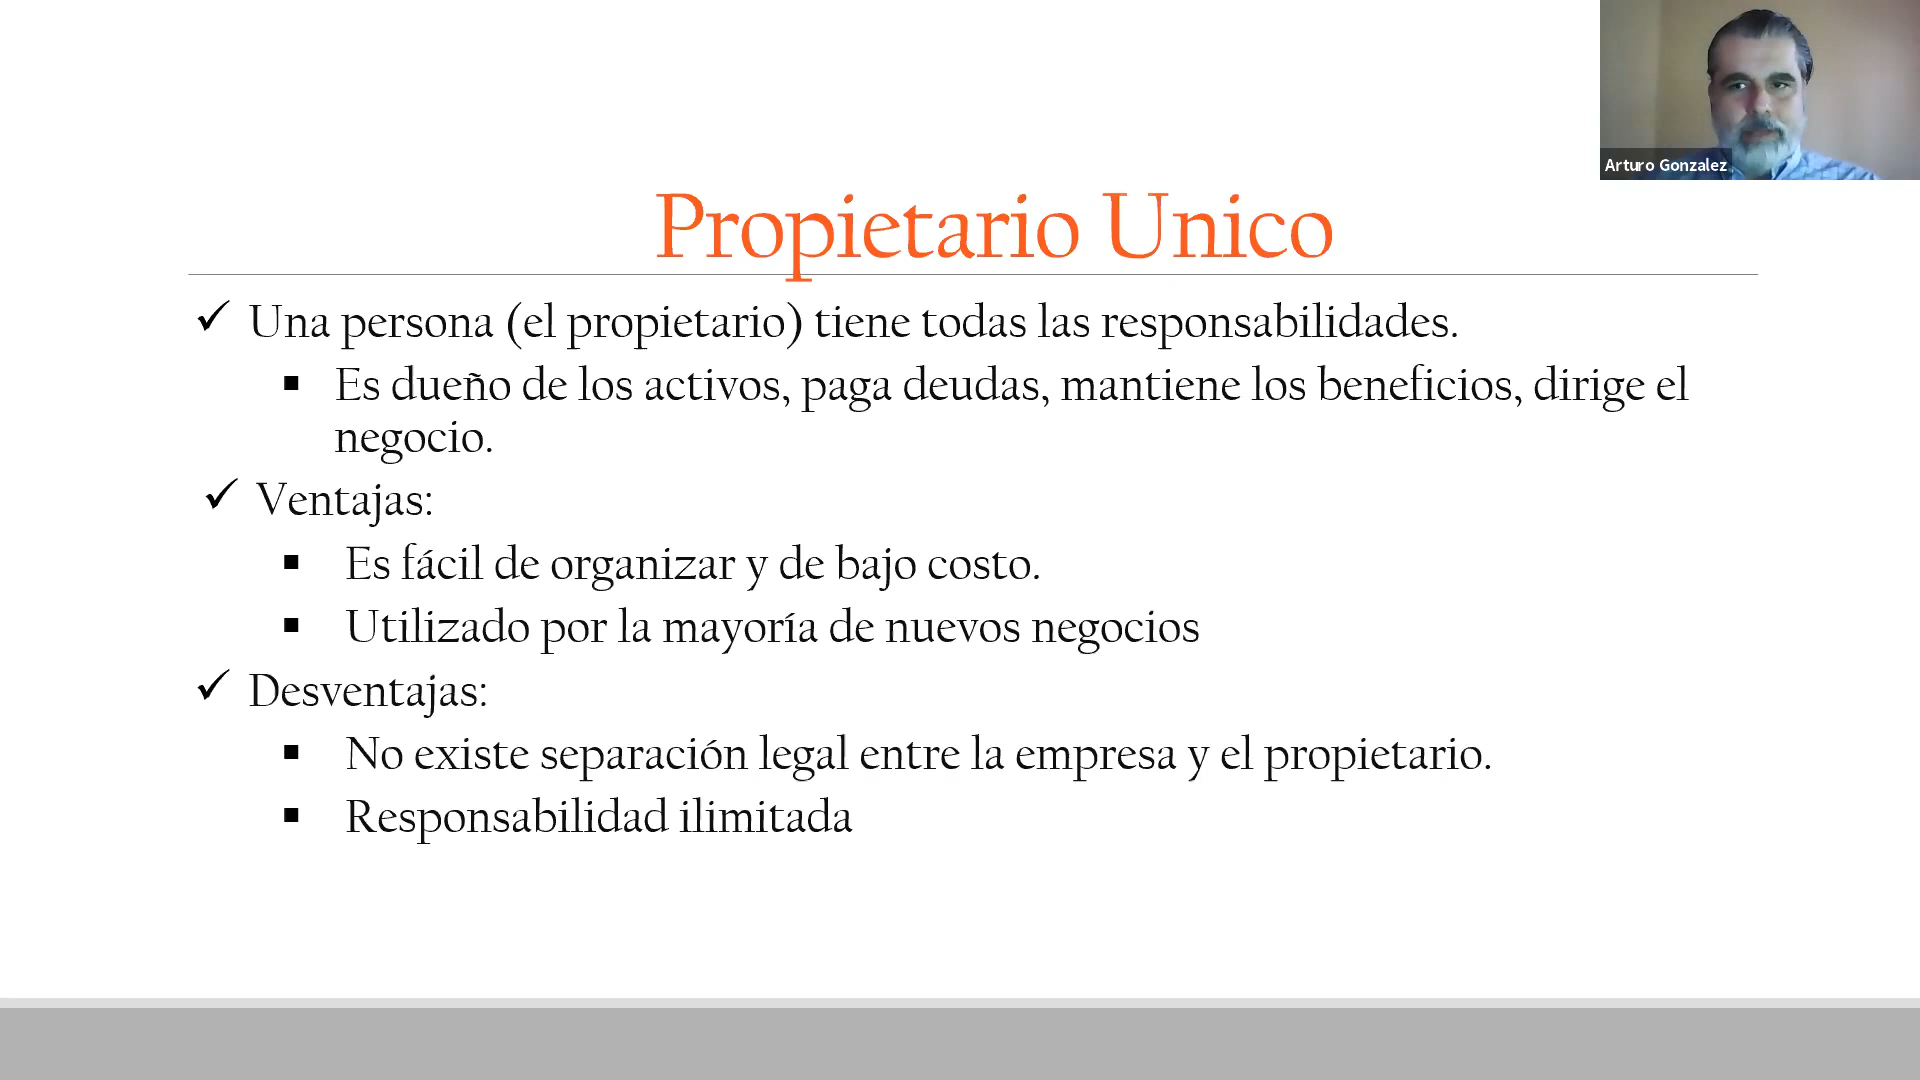 Arturo Gonzalez
Propietario Unico
✓ Una persona (el propietario) tiene todas las responsabilidades.
▪ Es dueño de los activos, paga deudas, mantiene los beneficios, dirige el
negocio.
✓ Ventajas:
▪ Es fácil de organizar y de bajo costo.
▪ Utilizado por la mayoría de nuevos negocios
✓ Desventajas:
▪ No existe separación legal entre la empresa y el propietario.
▪ Responsabilidad ilimitada